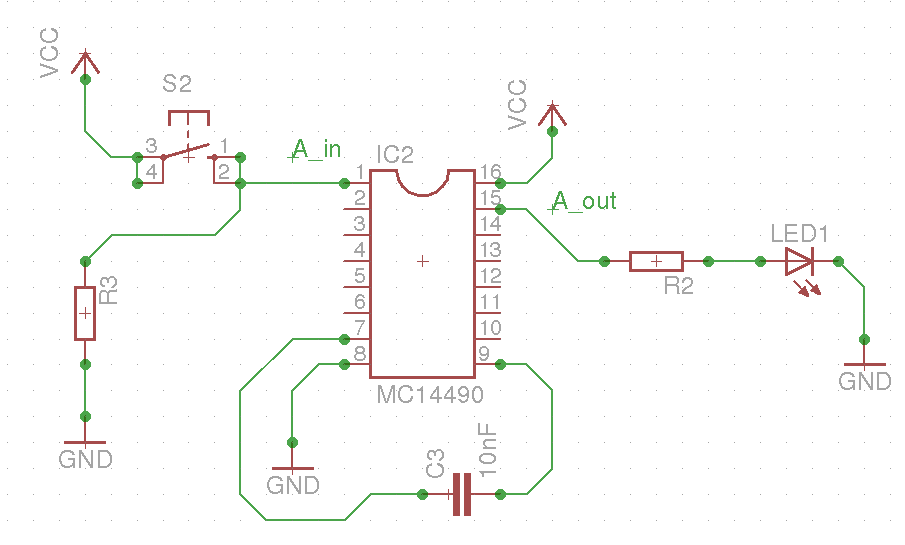 VCC
S2
3
1
4
2
A_in
IC2
VCC
1
16
2
15
A_out
3
14
4
13
5
12
6
11
7
10
8
9
MC14490
R3
GND
GND
C3
10nF
R2
LED1
GND